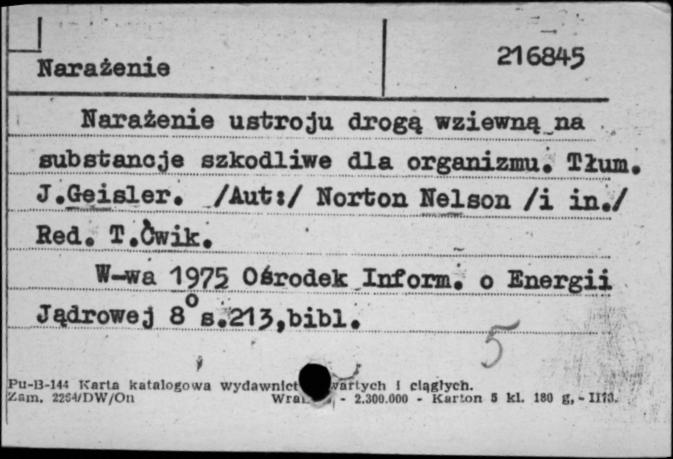 216845
Narażenie
Narażenie ustroju drogą wziewną na
substancje szkodliwe dla organizmu. Tłum.
J.Geisler. /Aut:/ Norton Nelson /i in./
Red. T.Ćwik.
W-wa 1975 Ośrodek Inform. o Energii
Jądrowej 8° s.213,bibl.
5
Pu-B-144 Karta katalogowa wydawnict wartych i ciągłych.
Zam. 2264/DW/On - 2.300.000 - Karton 5 kl. 180 g, -